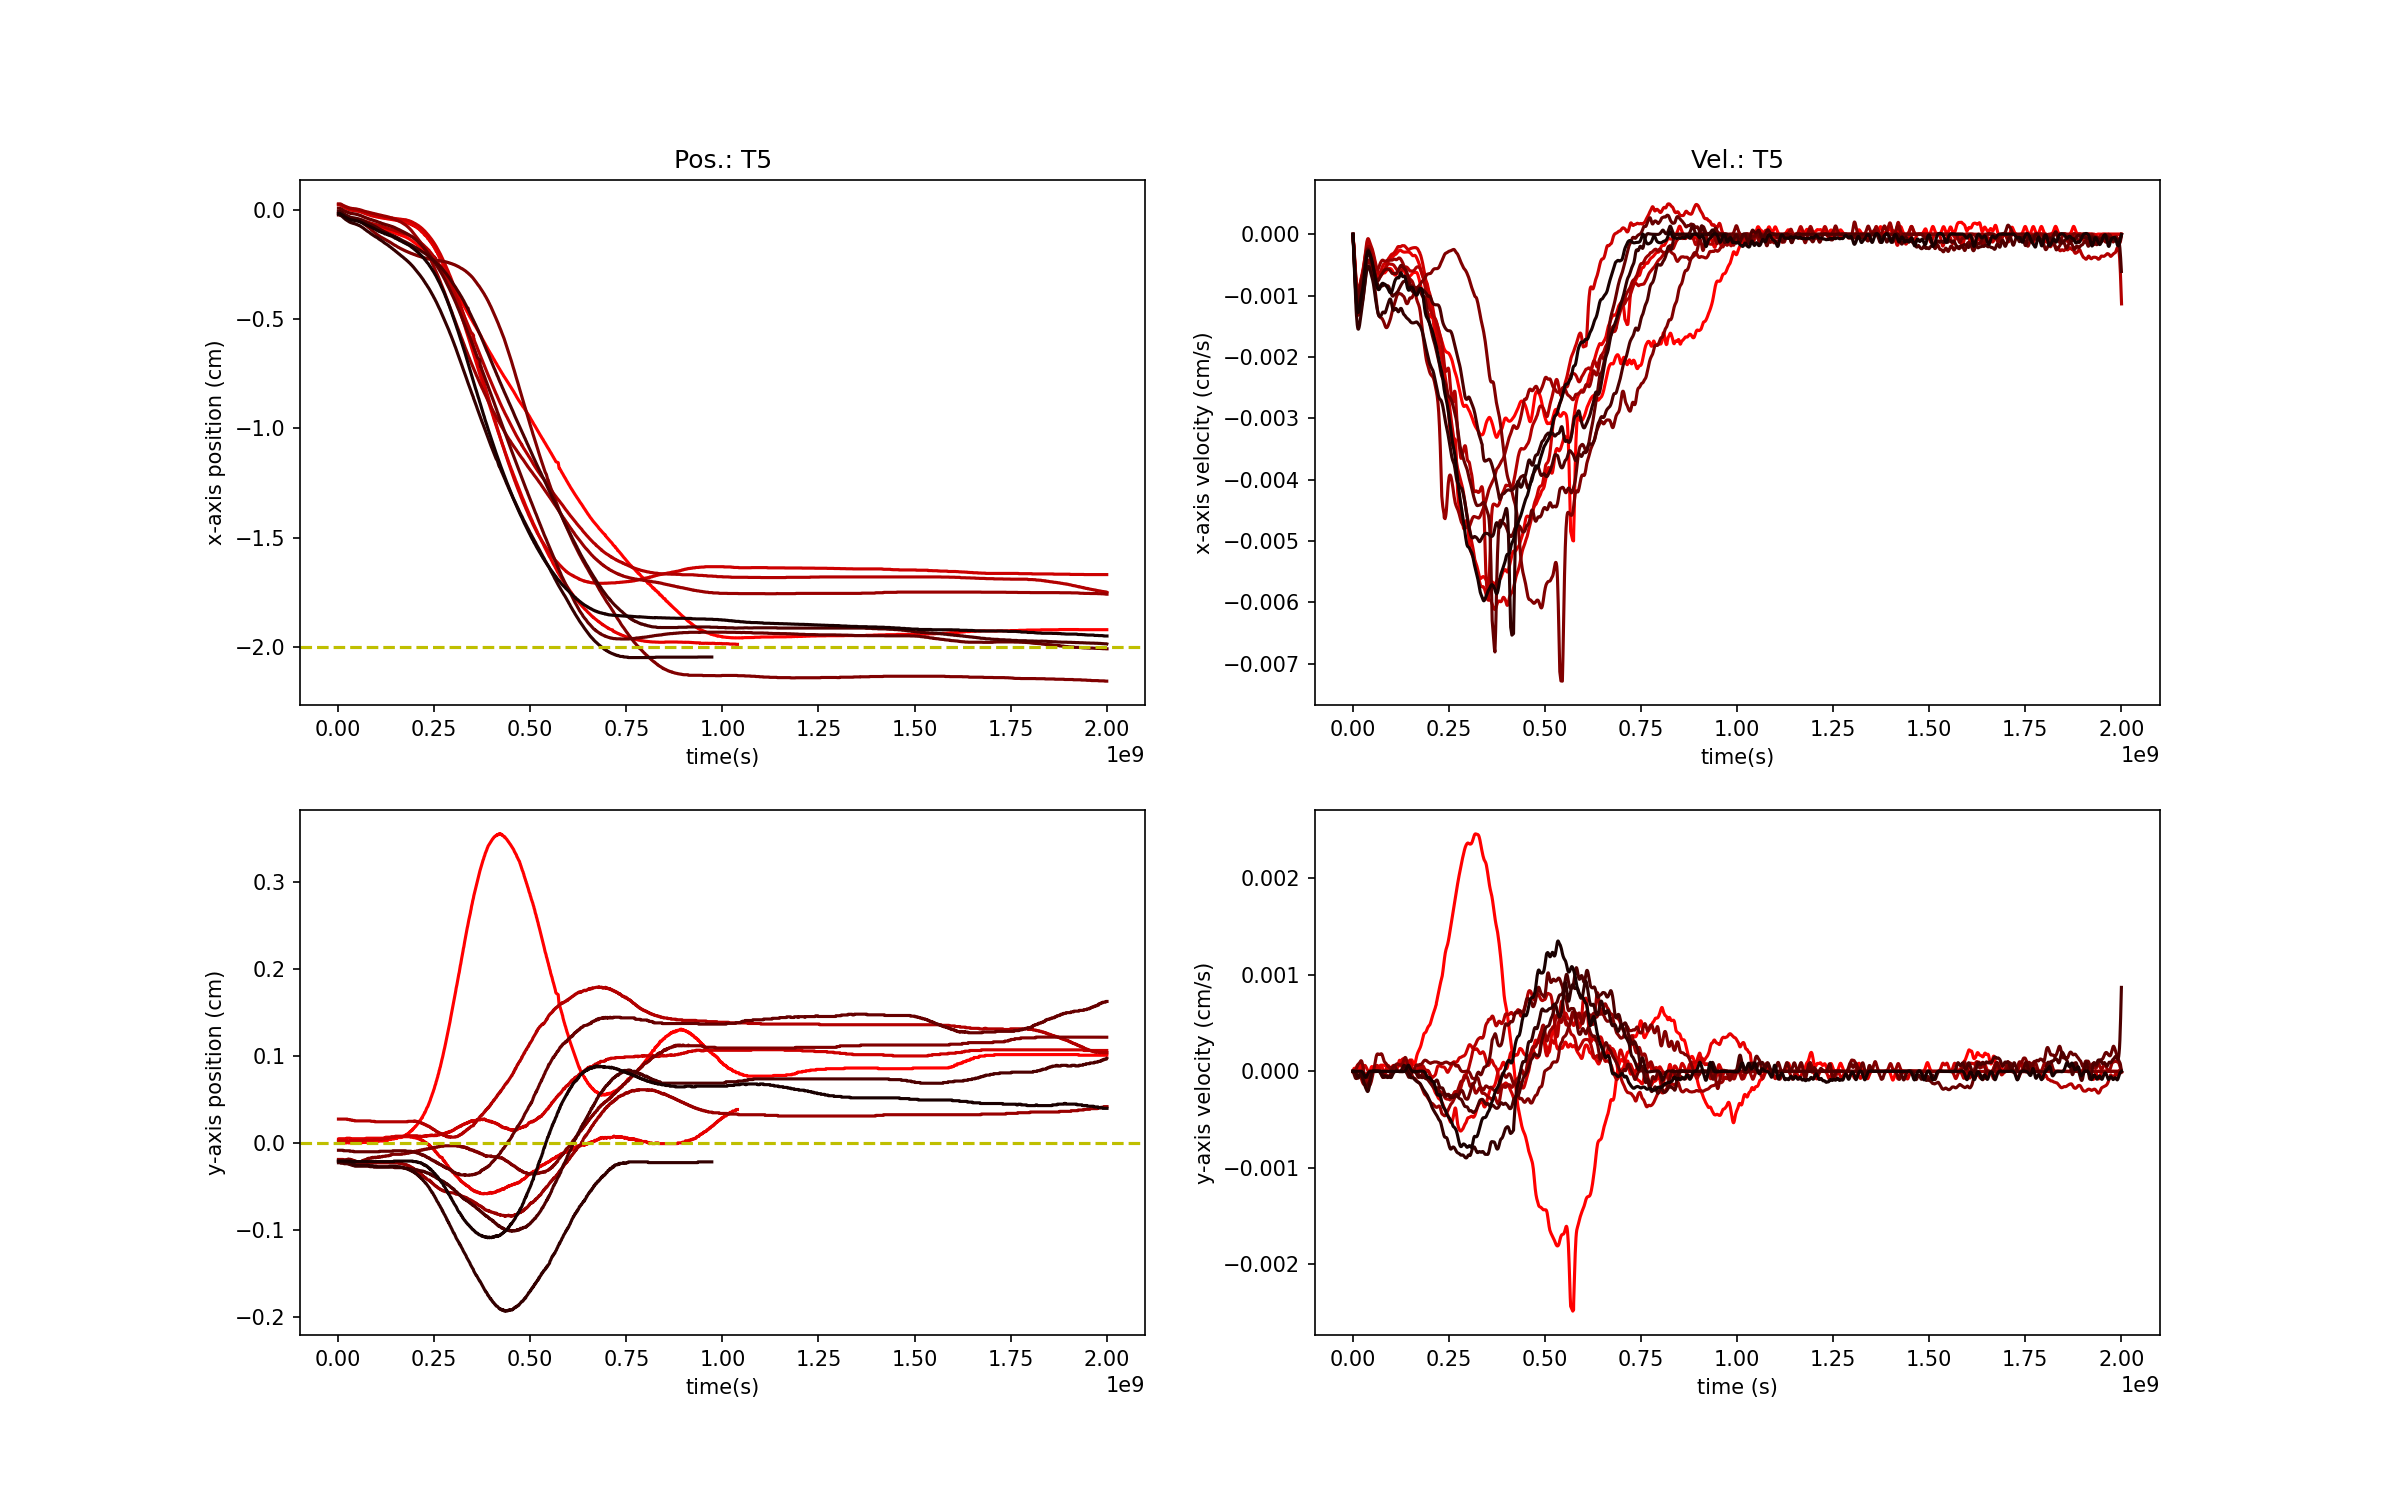 Pos.: T5
Vel.: T5
x-axis position (cm)
0.0
−0.5
−1.0
−1.5
−2.0
0.00 0.25 0.50 0.75 1.00 1.25 1.50 1.75 2.00
time(s)
1e9
x-axis velocity (cm/s)
0.000
−0.001
−0.002
−0.003
−0.004
−0.005
−0.006
−0.007
0.00 0.25 0.50 0.75 1.00 1.25 1.50 1.75 2.00
time(s)
1e9
y-axis position (cm)
0.3
0.2
0.1
0.0
−0.1
−0.2
0.00 0.25 0.50 0.75 1.00 1.25 1.50 1.75 2.00
time(s)
1e9
y-axis velocity (cm/s)
0.002
0.001
0.000
−0.001
−0.002
0.00 0.25 0.50 0.75 1.00 1.25 1.50 1.75 2.00
time (s)
1e9